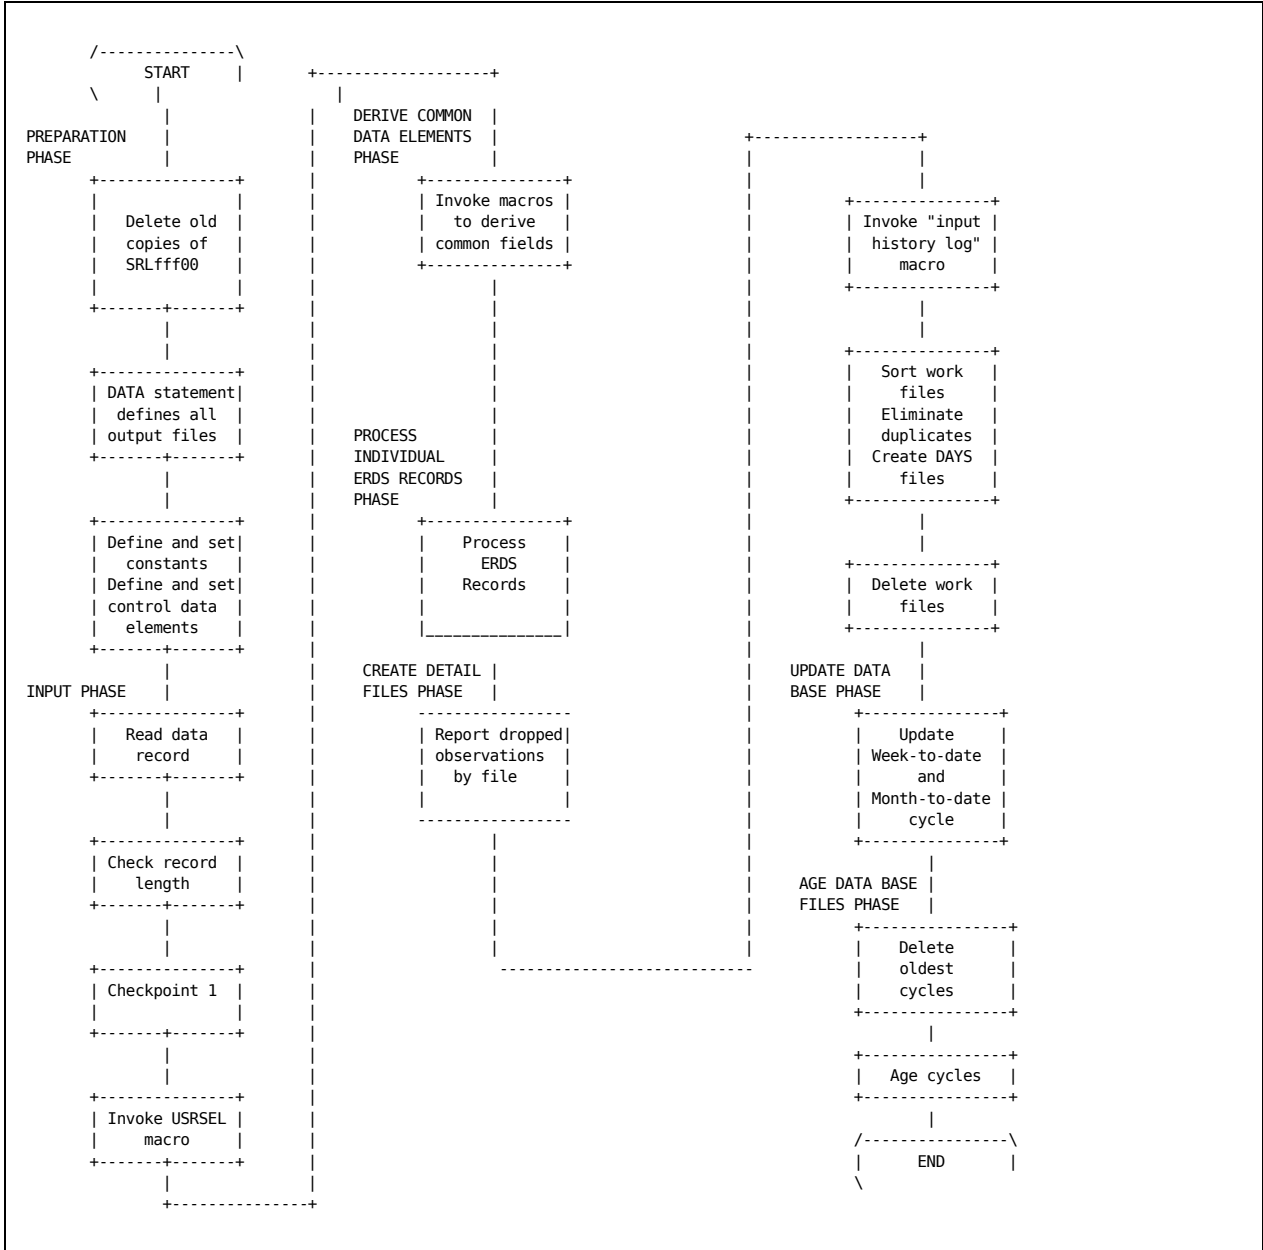 START
PREPARATION
PHASE
Delete old
copies of
SRLfff00
DATA statement
defines all
output files
Define and set
constants
Define and set
control data
elements
INPUT PHASE
Read data
record
Check record
length
Checkpoint 1
Invoke USRSEL
macro
DERIVE COMMON
DATA ELEMENTS
PHASE
Invoke macros
to derive
common fields
PROCESS
INDIVIDUAL
ERDS RECORDS
PHASE
Process
ERDS
Records
CREATE DETAIL
FILES PHASE
Report dropped
observations
by file
Invoke "input
history log"
macro
Sort work
files
Eliminate
duplicates
Create DAYS
files
Delete work
files
UPDATE DATA
BASE PHASE
Update
Week-to-date
and
Month-to-date
cycle
AGE DATA BASE
FILES PHASE
Delete
oldest
cycles
Age cycles
END